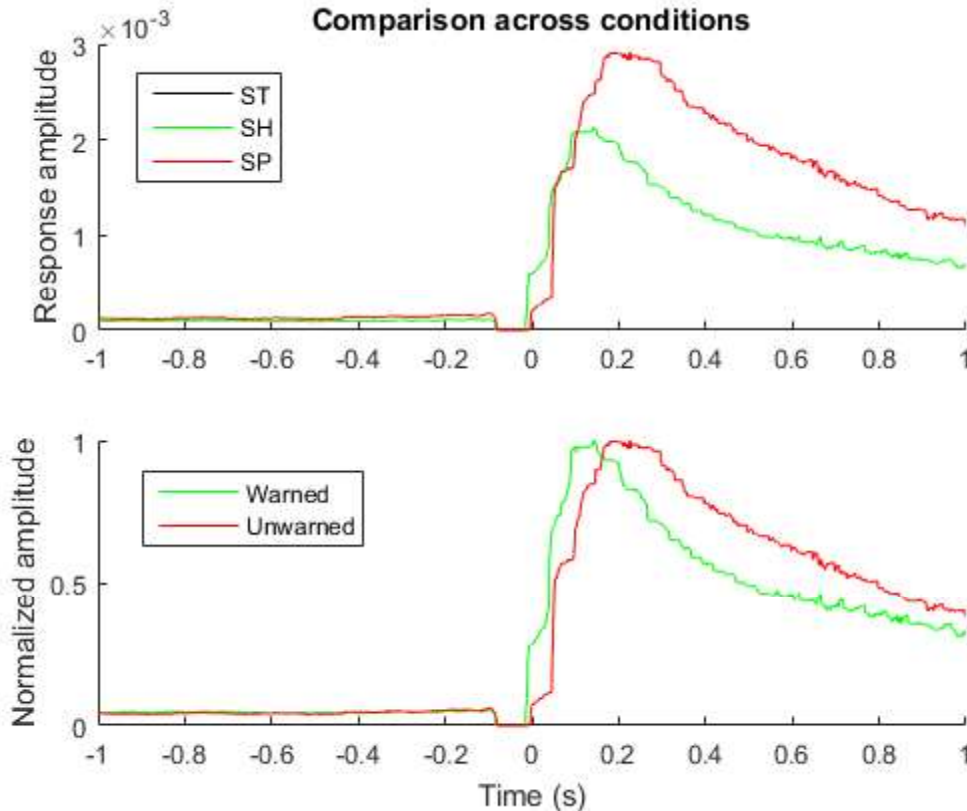 Comparison across conditions
× 10-3
3
2
1
0
Response amplitude
ST
SH
SP
-1 -0.8 -0.6 -0.4 -0.2 0 0.2 0.4 0.6 0.8 1
1
0.5
0
Normalized amplitude
Warned
Unwarned
-1 -0.8 -0.6 -0.4 -0.2 0 0.2 0.4 0.6 0.8 1
Time (s)